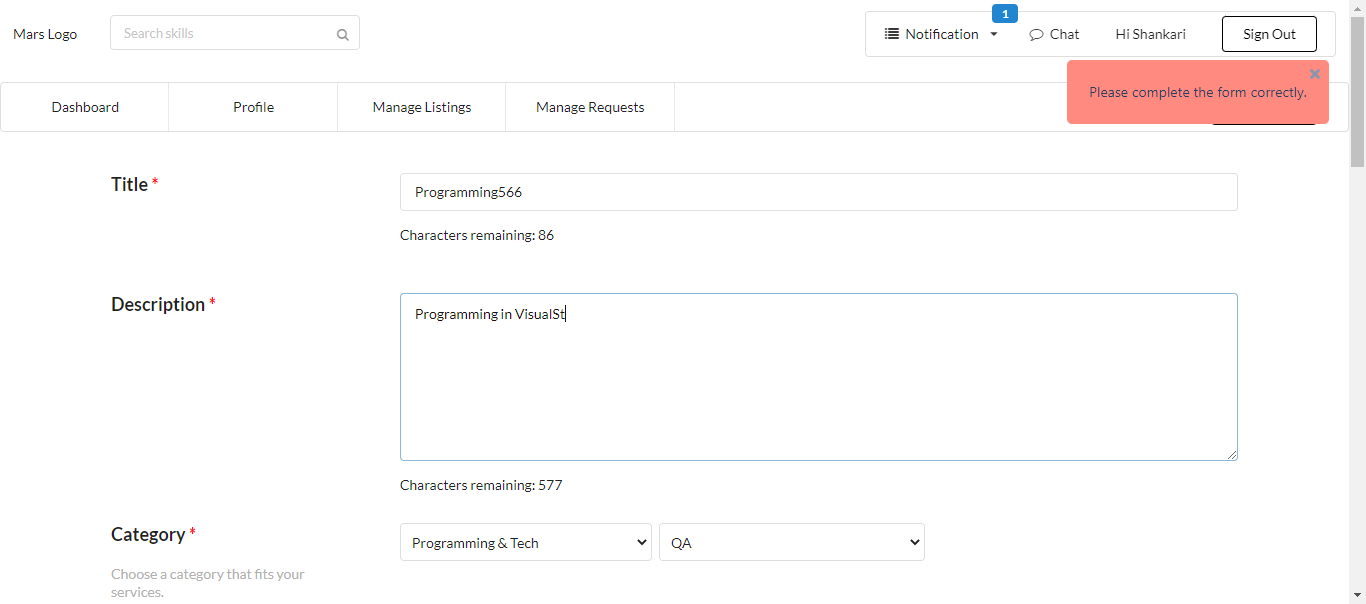 Mars Logo
Search skills
1
Notification
Chat
Hi Shankari
Sign Out
Please complete the form correctly.
Dashboard
Profile
Manage Listings
Manage Requests
Title *
Programming566
Characters remaining: 86
Description *
Programming in VisualSt
Characters remaining: 577
Category *
Programming & Tech
QA
Choose a category that fits your
services.